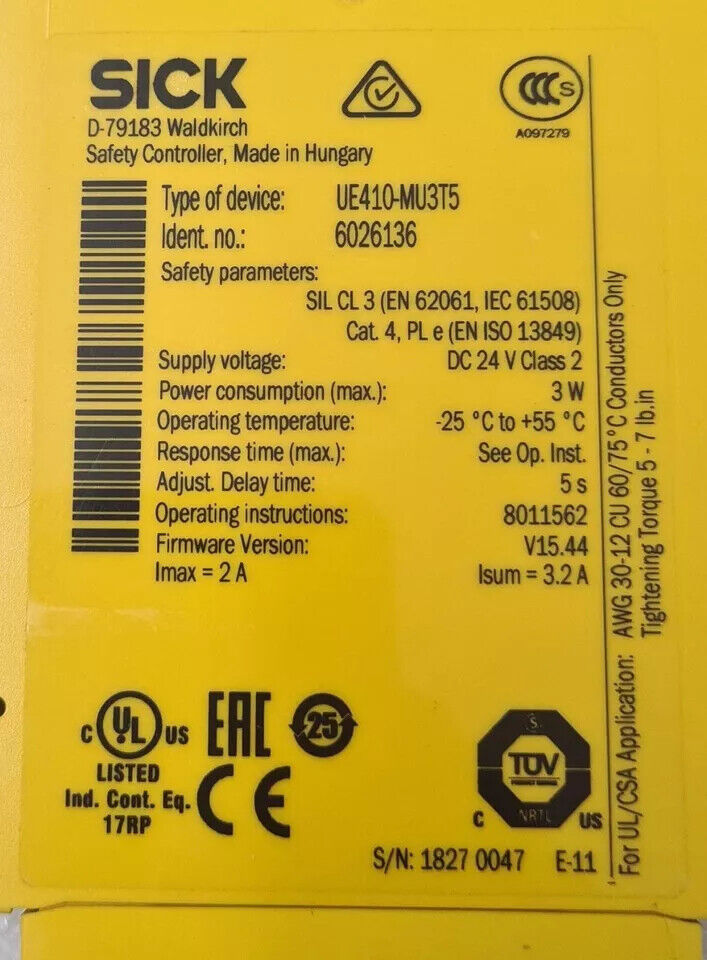 SICK
D-79183 Waldkirch
Safety Controller, Made in Hungary
S
A097279
Type of device: UE410-MU3T5
Ident. no.: 6026136
Safety parameters:
SIL CL 3 (EN 62061, IEC 61508)
Cat. 4, PL e (EN ISO 13849)
Supply voltage: DC 24 V Class 2
Power consumption (max.): 3 W
Operating temperature: -25 °C to +55 °C
Response time (max.): See Op. Inst.
Adjust. Delay time: 5 s
Operating instructions: 8011562
Firmware Version: V15.44
Imax = 2 A Isum = 3.2 A
For UL/CSA Application: AWG 30-12 CU 60/75°C Conductors Only
Tightening Torque 5 - 7 lb.in
C UL US
LISTED
Ind. Cont. Eq.
17RP
EAC
25
CE
S
TÜV
NRTL
C US
S/N: 1827 0047 E-11